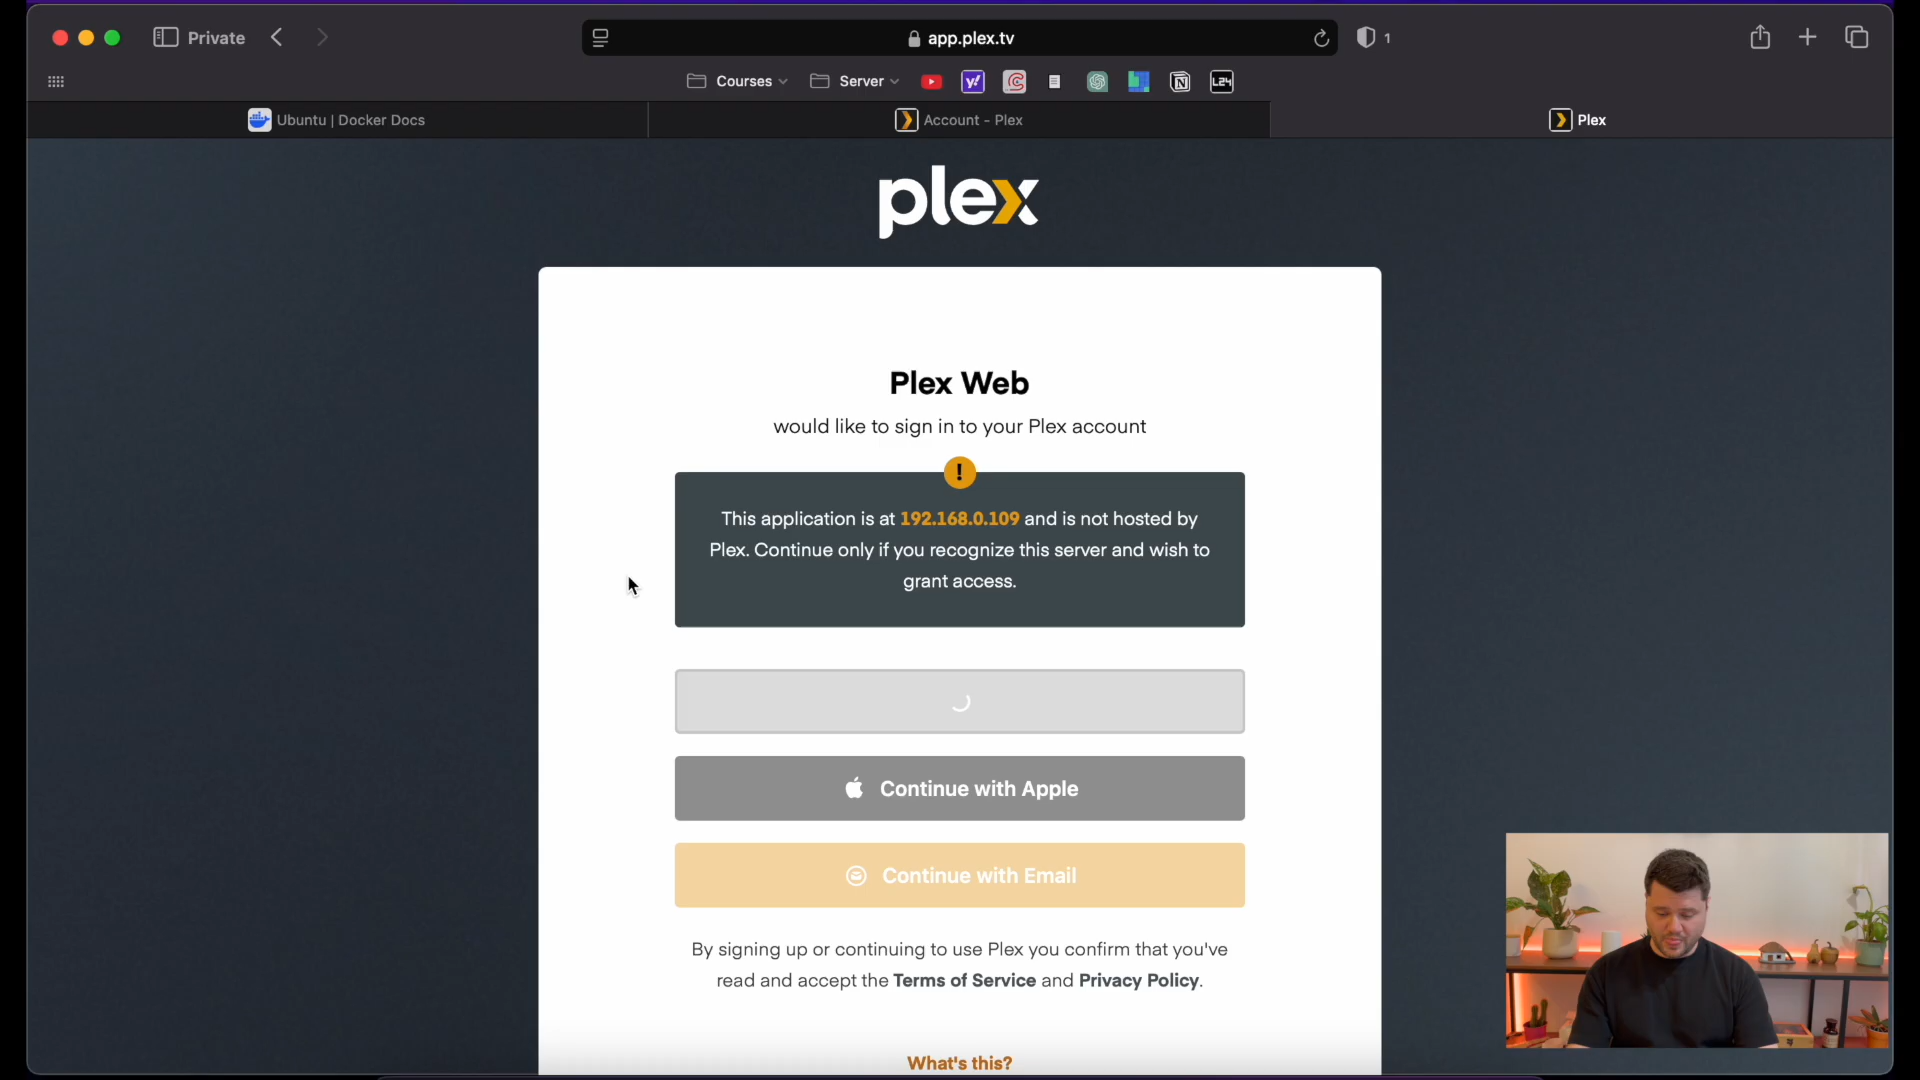 Private
app.plex.tv
1
Courses
Server
y!
L24
Ubuntu | Docker Docs
Account - Plex
Plex
plex
Plex Web
would like to sign in to your Plex account
!
This application is at 192.168.0.109 and is not hosted by
Plex. Continue only if you recognize this server and wish to
grant access.
Continue with Apple
Continue with Email
By signing up or continuing to use Plex you confirm that you've
read and accept the Terms of Service and Privacy Policy.
What's this?